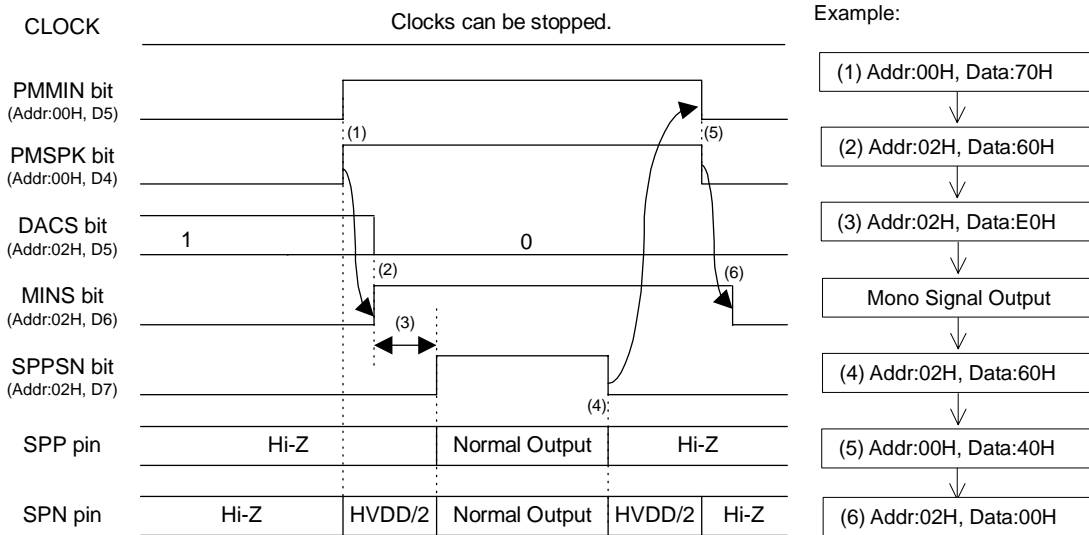 CLOCK
Clocks can be stopped.
PMMIN bit
(Addr:00H, D5)
(1)
(5)
PMSPK bit
(Addr:00H, D4)
DACS bit
(Addr:02H, D5)
1
0
(2)
(6)
MINS bit
(Addr:02H, D6)
(3)
SPPSN bit
(Addr:02H, D7)
(4)
SPP pin
Hi-Z
Normal Output
Hi-Z
SPN pin
Hi-Z
HVDD/2
Normal Output
HVDD/2
Hi-Z
Example:
(1) Addr:00H, Data:70H
(2) Addr:02H, Data:60H
(3) Addr:02H, Data:E0H
Mono Signal Output
(4) Addr:02H, Data:60H
(5) Addr:00H, Data:40H
(6) Addr:02H, Data:00H